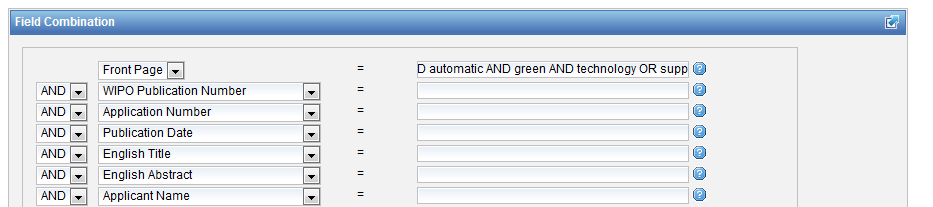 Field Combination
Front Page = D automatic AND green AND technology OR supp
AND WIPO Publication Number =
AND Application Number =
AND Publication Date =
AND English Title =
AND English Abstract =
AND Applicant Name =